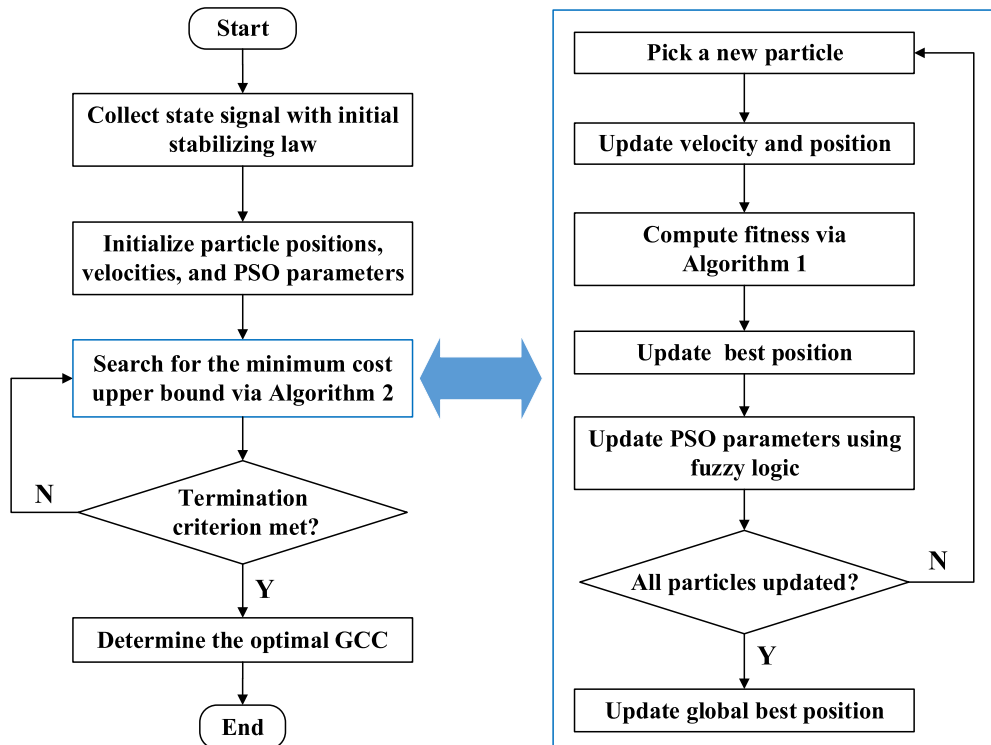 Start
Collect state signal with initial
stabilizing law
Initialize particle positions,
velocities, and PSO parameters
Search for the minimum cost
upper bound via Algorithm 2
N
Termination
criterion met?
Y
Determine the optimal GCC
End
Pick a new particle
Update velocity and position
Compute fitness via
Algorithm 1
Update best position
Update PSO parameters using
fuzzy logic
N
All particles updated?
Y
Update global best position